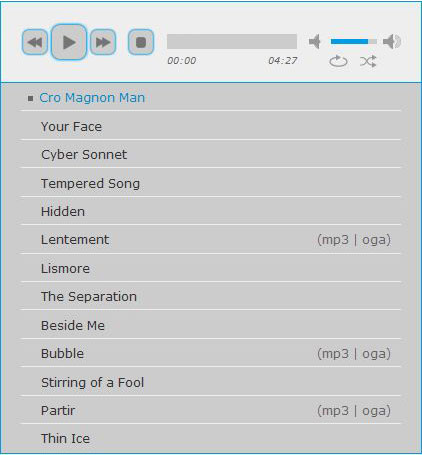 00:00 04:27
Cro Magnon Man
Your Face
Cyber Sonnet
Tempered Song
Hidden
Lentement (mp3 | oga)
Lismore
The Separation
Beside Me
Bubble (mp3 | oga)
Stirring of a Fool
Partir (mp3 | oga)
Thin Ice